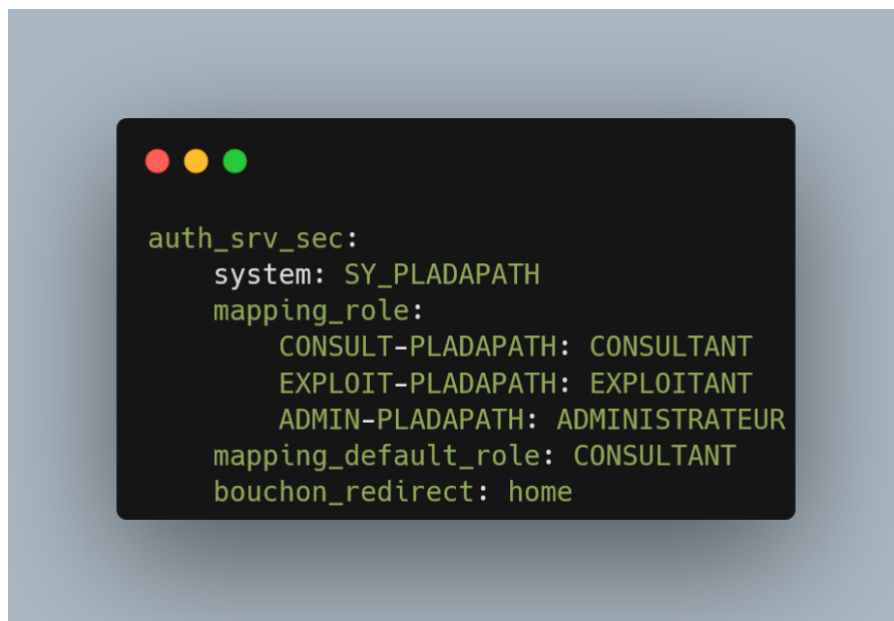 auth_srv_sec:
    system: SY_PLADAPATH
    mapping_role:
        CONSULT-PLADAPATH: CONSULTANT
        EXPLOIT-PLADAPATH: EXPLOITANT
        ADMIN-PLADAPATH: ADMINISTRATEUR
    mapping_default_role: CONSULTANT
    bouchon_redirect: home